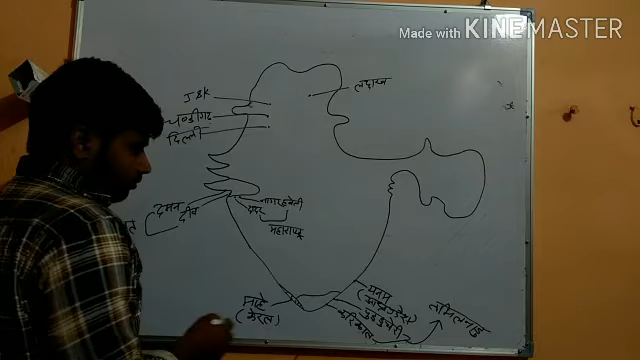 Made with KINEMASTER
J&K
लद्दाख
चण्डीगढ़
दिल्ली
दमन
दीव
नागर हवेली
दादर
महाराष्ट्र
माहे
(केरल)
यनम
(आन्ध्रप्रदेश)
पुडुचेरी
करिकाल
तमिलनाडु